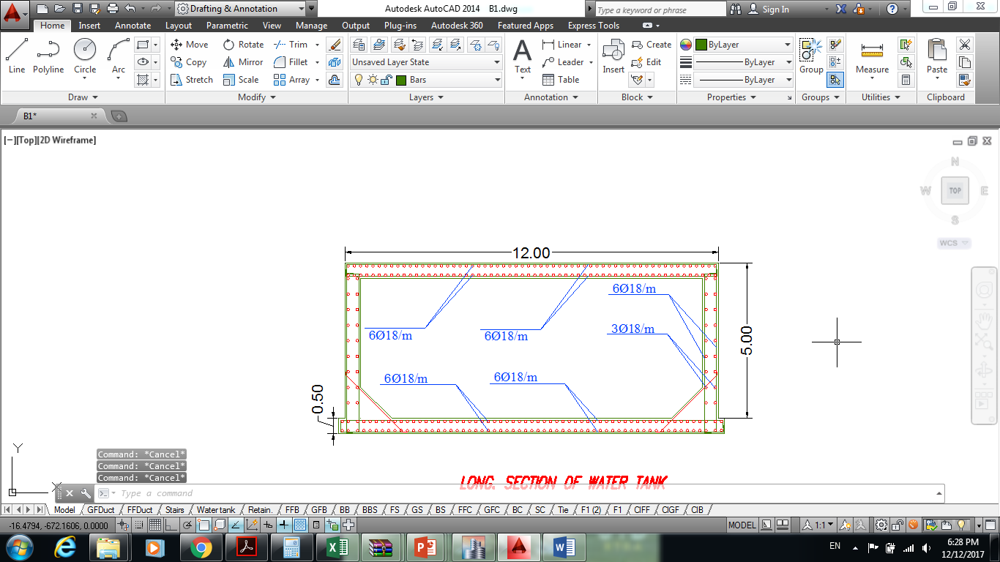 Drafting & Annotation
Autodesk AutoCAD 2014 B1.dwg
Type a keyword or phrase
Sign In
Home Insert Annotate Layout Parametric View Manage Output Plug-ins Autodesk 360 Featured Apps Express Tools
Line Polyline Circle Arc
Move Rotate Trim
Copy Mirror Fillet
Stretch Scale Array
Unsaved Layer State
Bars
Text Linear
Leader
Table
Insert Create
Edit
ByLayer
ByLayer
ByLayer
Group Measure Paste
Draw Modify Layers Annotation Block Properties Groups Utilities Clipboard
B1*
[−][Top][2D Wireframe]
N
W TOP E
S
WCS
12.00
6Ø18/m
3Ø18/m
6Ø18/m 6Ø18/m
6Ø18/m 6Ø18/m
5.00
0.50
LONG. SECTION OF WATER TANK
Y
X
Command: *Cancel*
Command: *Cancel*
Command: *Cancel*
Type a command
Model GFDuct FFDuct Stairs Water tank Retain. FFB GFB BB BBS FS GS BS FFC GFC BC SC Tie F1 (2) F1 CIFF CIGF CIB
-16.4794, -672.1606, 0.0000
MODEL 1:1
EN
6:28 PM
12/12/2017